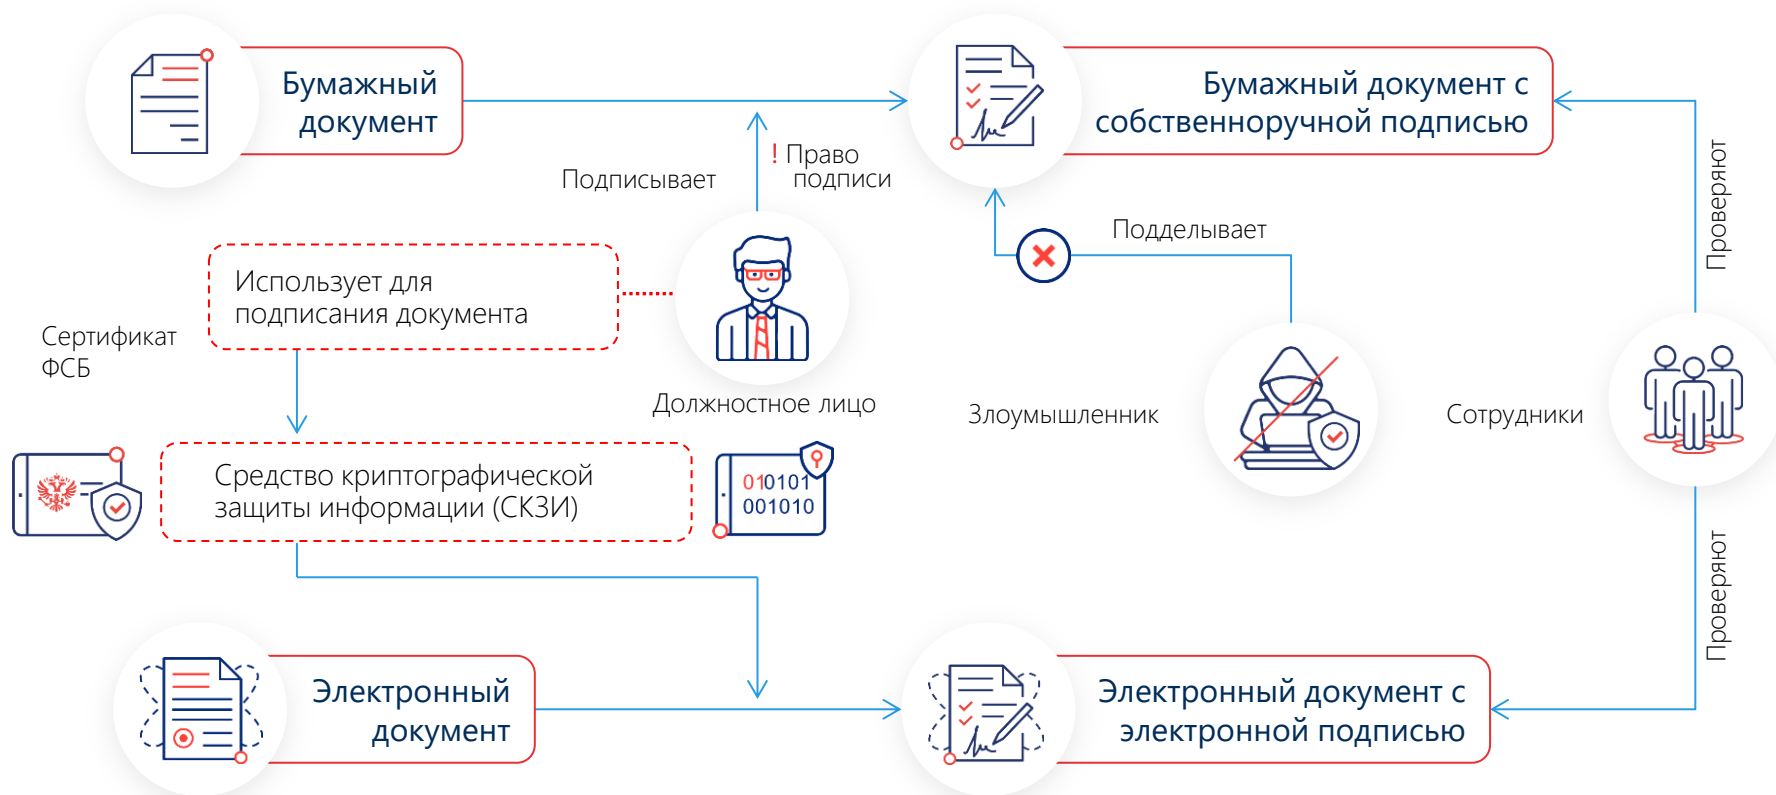 Бумажный
документ
Бумажный документ с
собственноручной подписью
! Право
подписи
Подписывает
Проверяют
Подделывает
Использует для
подписания документа
Сертификат
ФСБ
Должностное лицо
Злоумышленник
Сотрудники
Средство криптографической
защиты информации (СКЗИ)
010101
001010
Проверяют
Электронный
документ
Электронный документ с
электронной подписью